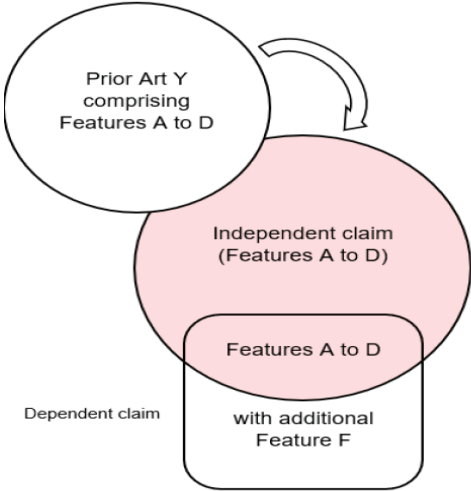 Prior Art Y
comprising
Features A to D
Independent claim
(Features A to D)
Features A to D
Dependent claim
with additional
Feature F